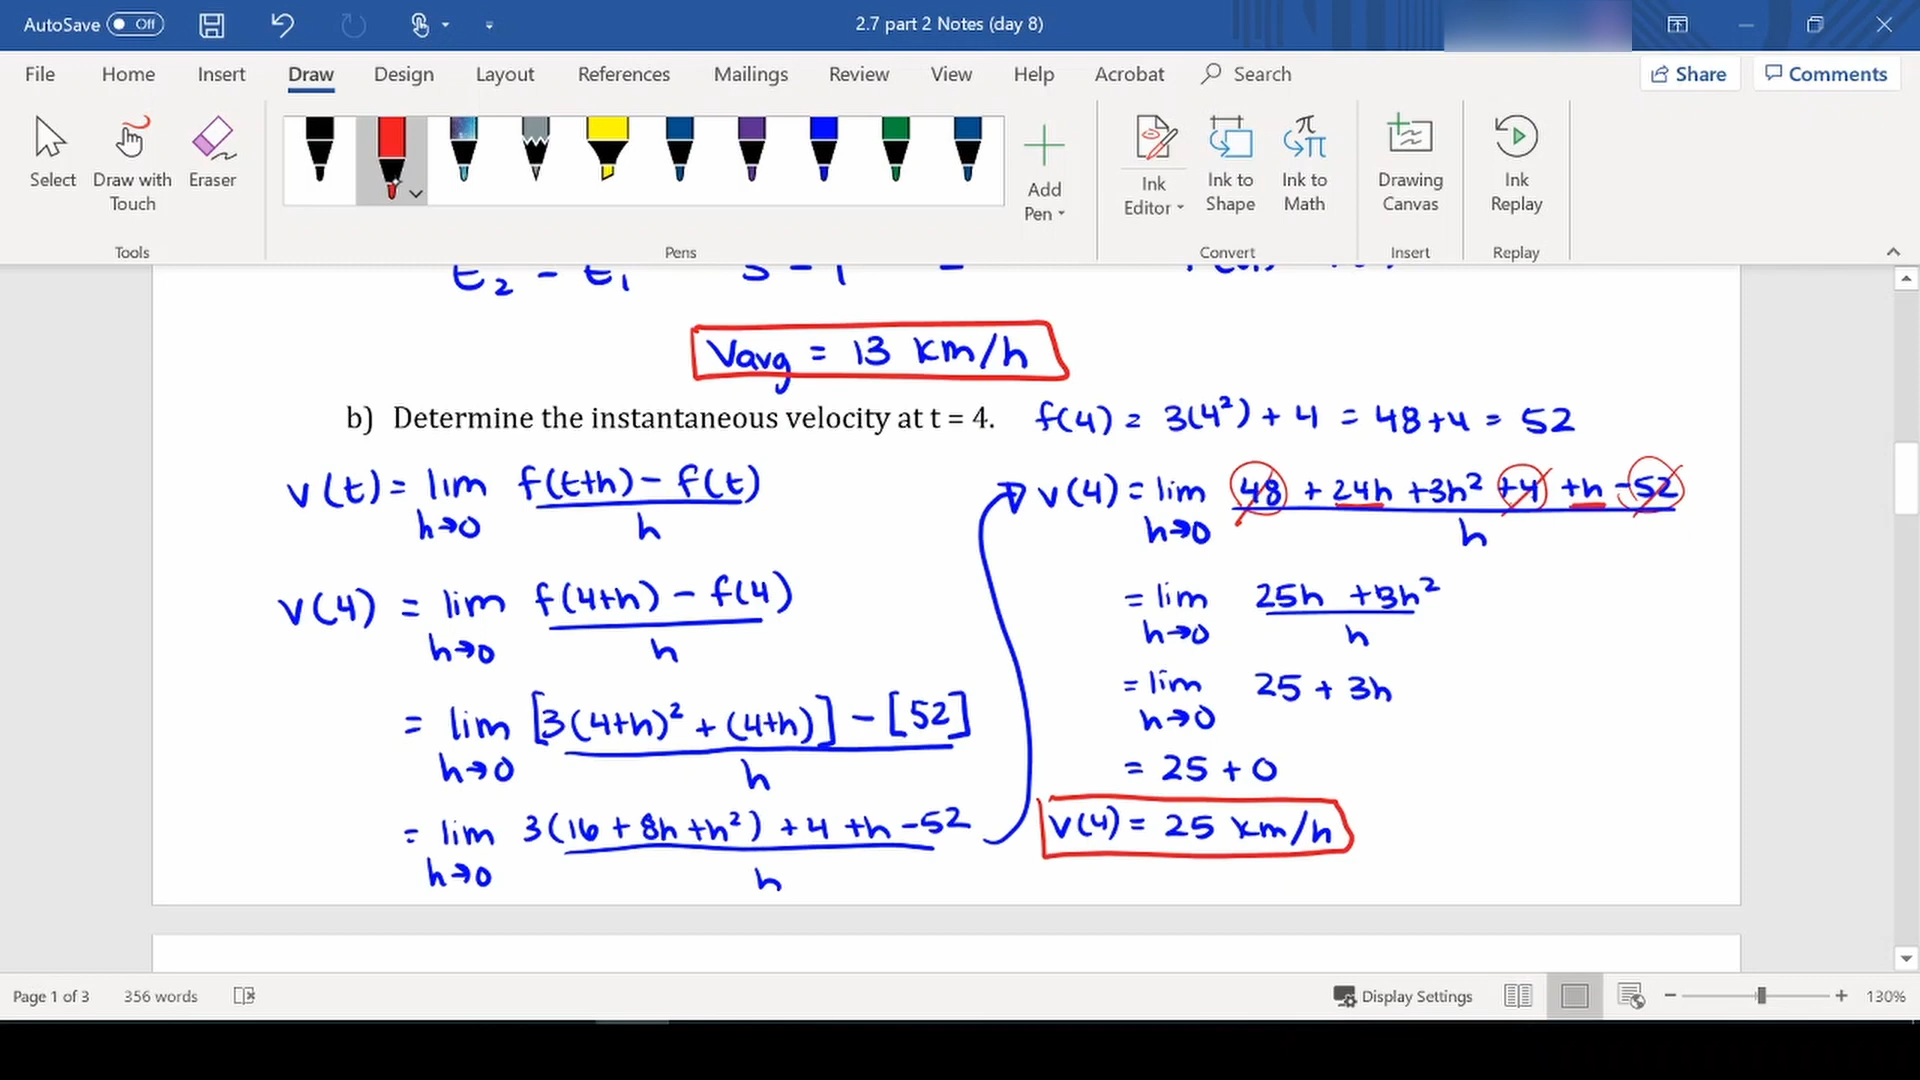 AutoSave Off
2.7 part 2 Notes (day 8)
File Home Insert Draw Design Layout References Mailings Review View Help Acrobat Search Share Comments
Select
Draw with Touch
Eraser
Add Pen
Ink Editor
Ink to Shape
Ink to Math
Drawing Canvas
Ink Replay
Tools Pens Convert Insert Replay
t₂ - t₁
Vavg = 13 km/h
b) Determine the instantaneous velocity at t = 4.
f(4) = 3(4²) + 4 = 48+4 = 52
v(t) = lim f(t+h) - f(t)
h→0 h
v(4) = lim f(4+h) - f(4)
h→0 h
= lim [3(4+h)² + (4+h)] - [52]
h→0 h
= lim 3(16 + 8h + h²) + 4 + h - 52
h→0 h
v(4) = lim 48 + 24h + 3h² + 4 + h - 52
h→0 h
= lim 25h + 3h²
h→0 h
= lim 25 + 3h
h→0
= 25 + 0
v(4) = 25 km/h
Page 1 of 3 356 words Display Settings 130%